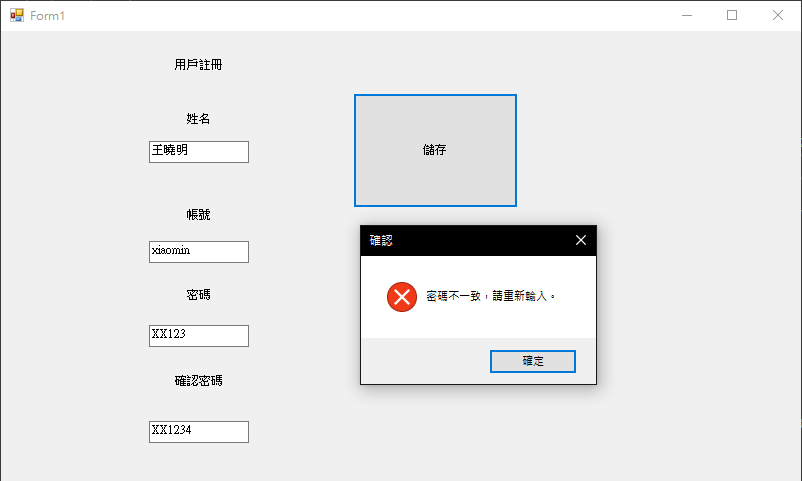 Form1
用戶註冊
姓名
王曉明
儲存
帳號
xiaomin
確認
密碼不一致，請重新輸入。
確定
密碼
XX123
確認密碼
XX1234